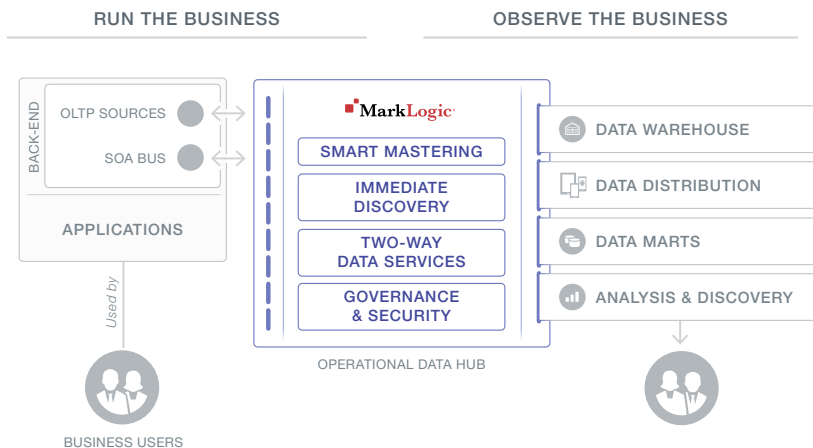 RUN THE BUSINESS
OBSERVE THE BUSINESS
BACK-END
OLTP SOURCES
SOA BUS
APPLICATIONS
Used by
BUSINESS USERS
MarkLogic
SMART MASTERING
IMMEDIATE
DISCOVERY
TWO-WAY
DATA SERVICES
GOVERNANCE
& SECURITY
OPERATIONAL DATA HUB
DATA WAREHOUSE
DATA DISTRIBUTION
DATA MARTS
ANALYSIS & DISCOVERY